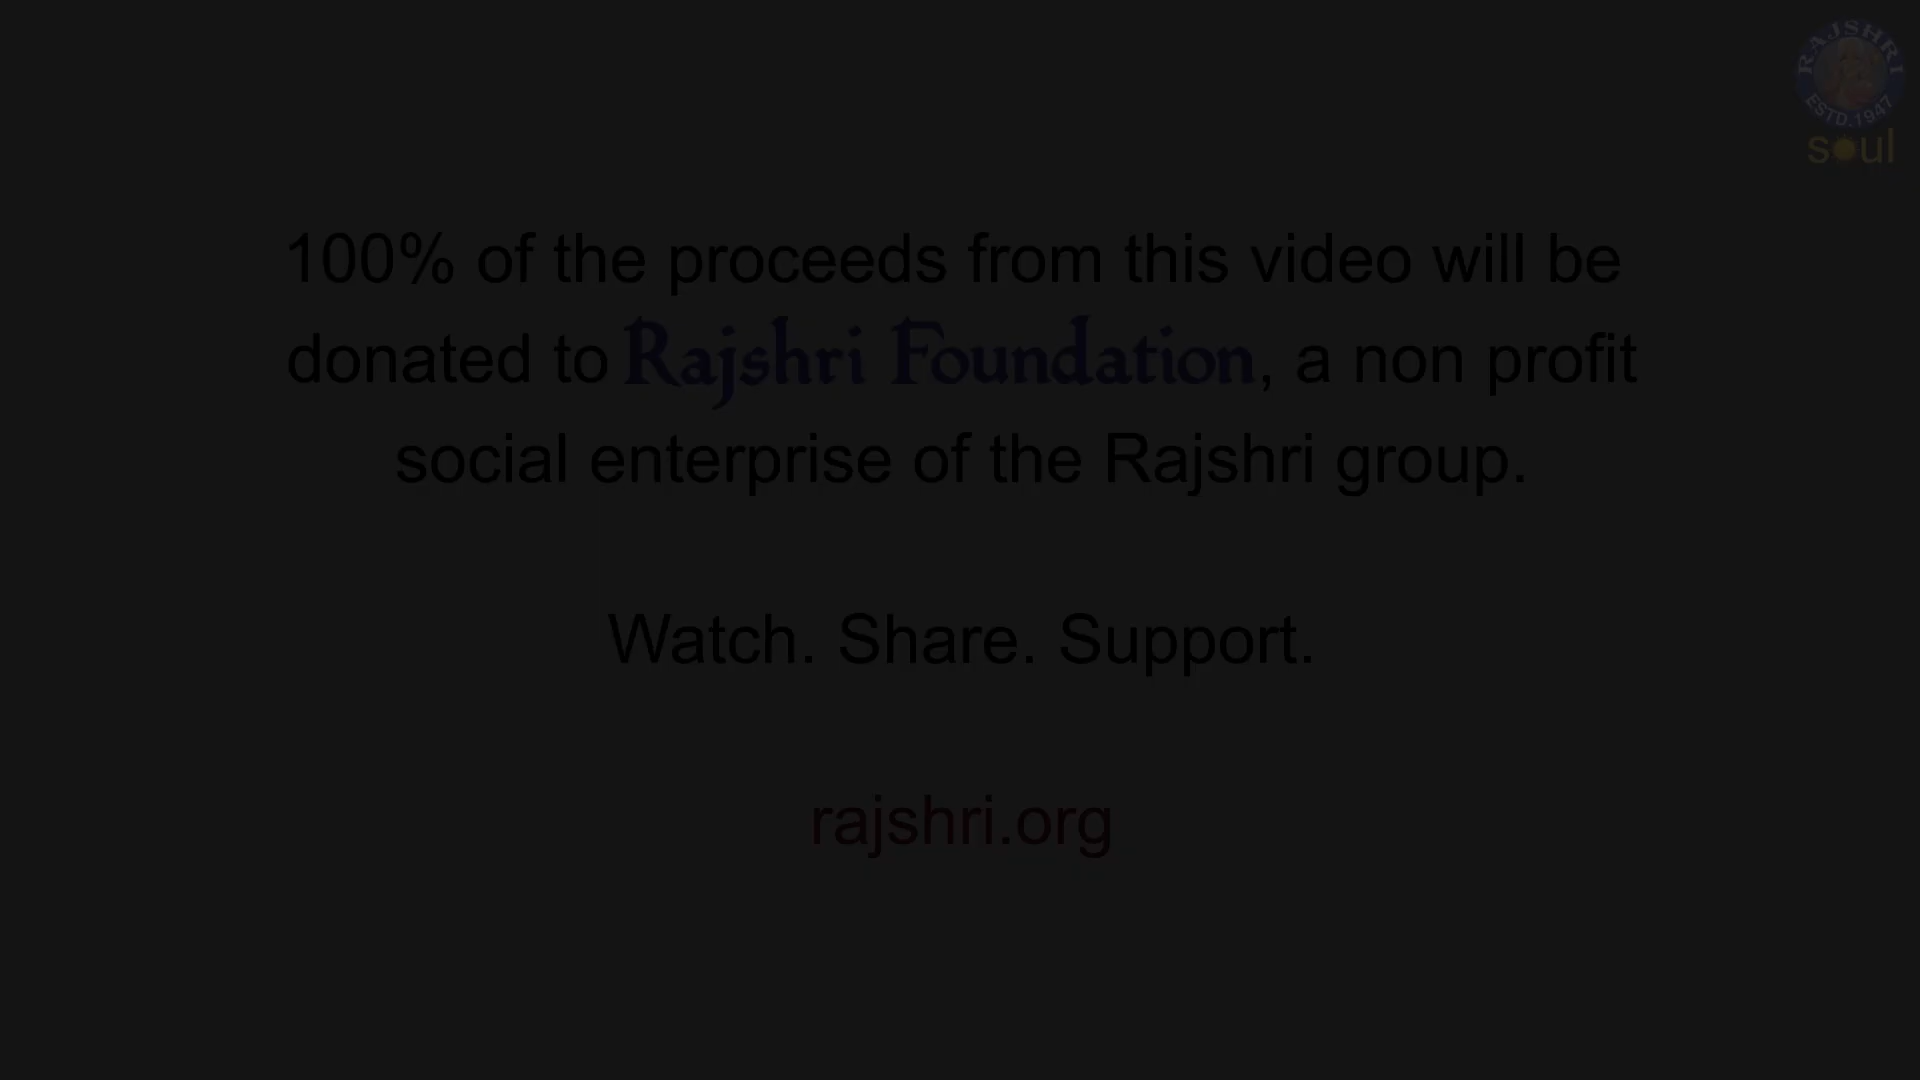 RAJSHRI
ESTD.1947
soul
100% of the proceeds from this video will be
donated to Rajshri Foundation, a non profit
social enterprise of the Rajshri group.
Watch. Share. Support.
rajshri.org